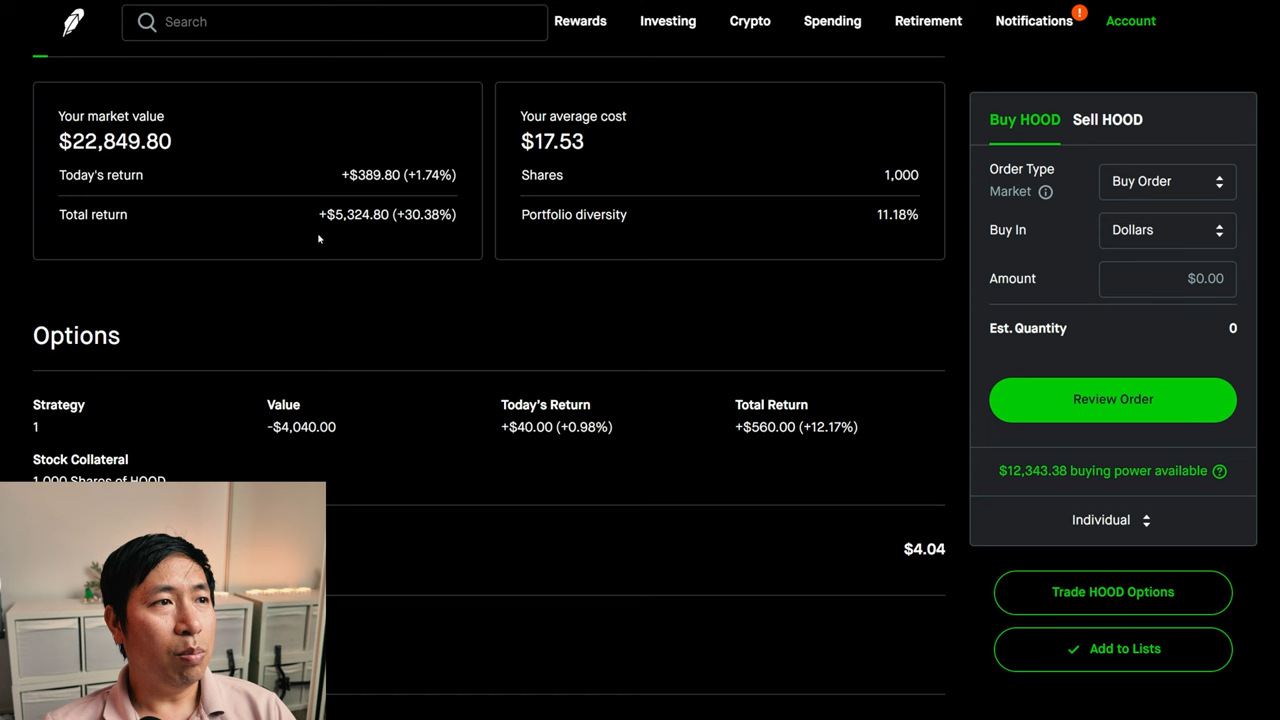 Search
Rewards
Investing
Crypto
Spending
Retirement
Notifications
!
Account
Your market value
$22,849.80
Today's return +$389.80 (+1.74%)
Total return +$5,324.80 (+30.38%)
Your average cost
$17.53
Shares 1,000
Portfolio diversity 11.18%
Buy HOOD Sell HOOD
Order Type
Market
Buy Order
Buy In Dollars
Amount $0.00
Est. Quantity 0
Review Order
$12,343.38 buying power available
Individual
Trade HOOD Options
Add to Lists
Options
Strategy Value Today's Return Total Return
1 -$4,040.00 +$40.00 (+0.98%) +$560.00 (+12.17%)
Stock Collateral
1,000 Shares of HOOD
$4.04